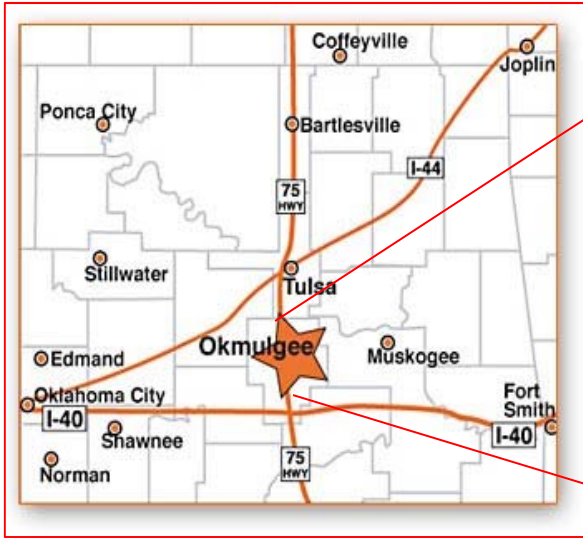 Coffeyville
Joplin
Ponca City
Bartlesville
I-44
75
HWY
Stillwater
Tulsa
Okmulgee
Muskogee
Edmand
Oklahoma City
Fort
Smith
I-40
I-40
Shawnee
75
HWY
Norman